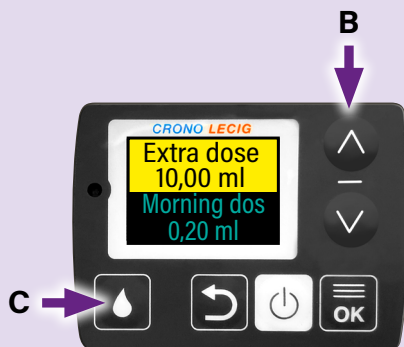 B
CRONO LECIG
Extra dose
10,00 ml
Morning dos
0,20 ml
C
OK